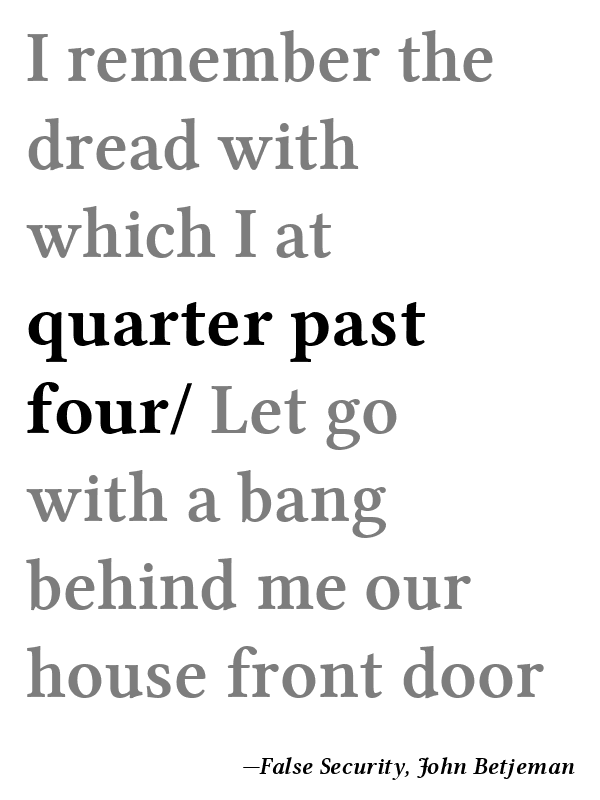 I remember the
dread with
which I at
quarter past
four/ Let go
with a bang
behind me our
house front door
—False Security, John Betjeman